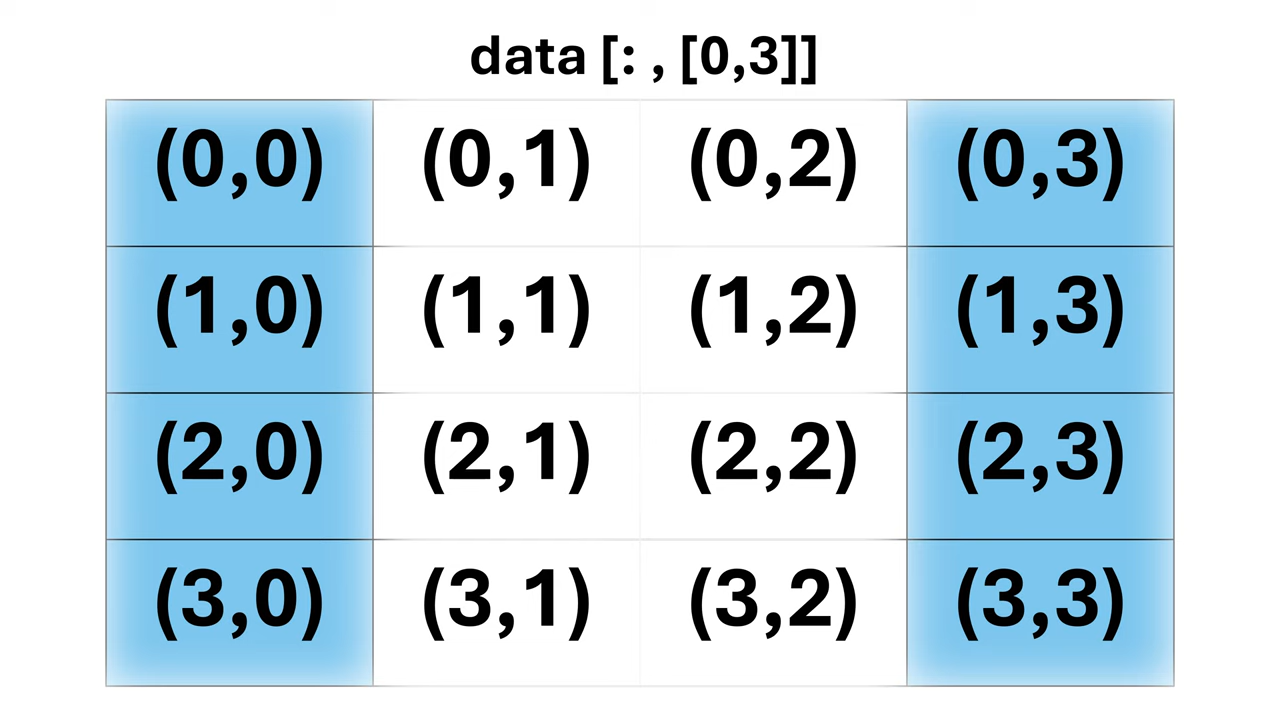 data [: , [0,3]]
(0,0) (0,1) (0,2) (0,3)
(1,0) (1,1) (1,2) (1,3)
(2,0) (2,1) (2,2) (2,3)
(3,0) (3,1) (3,2) (3,3)